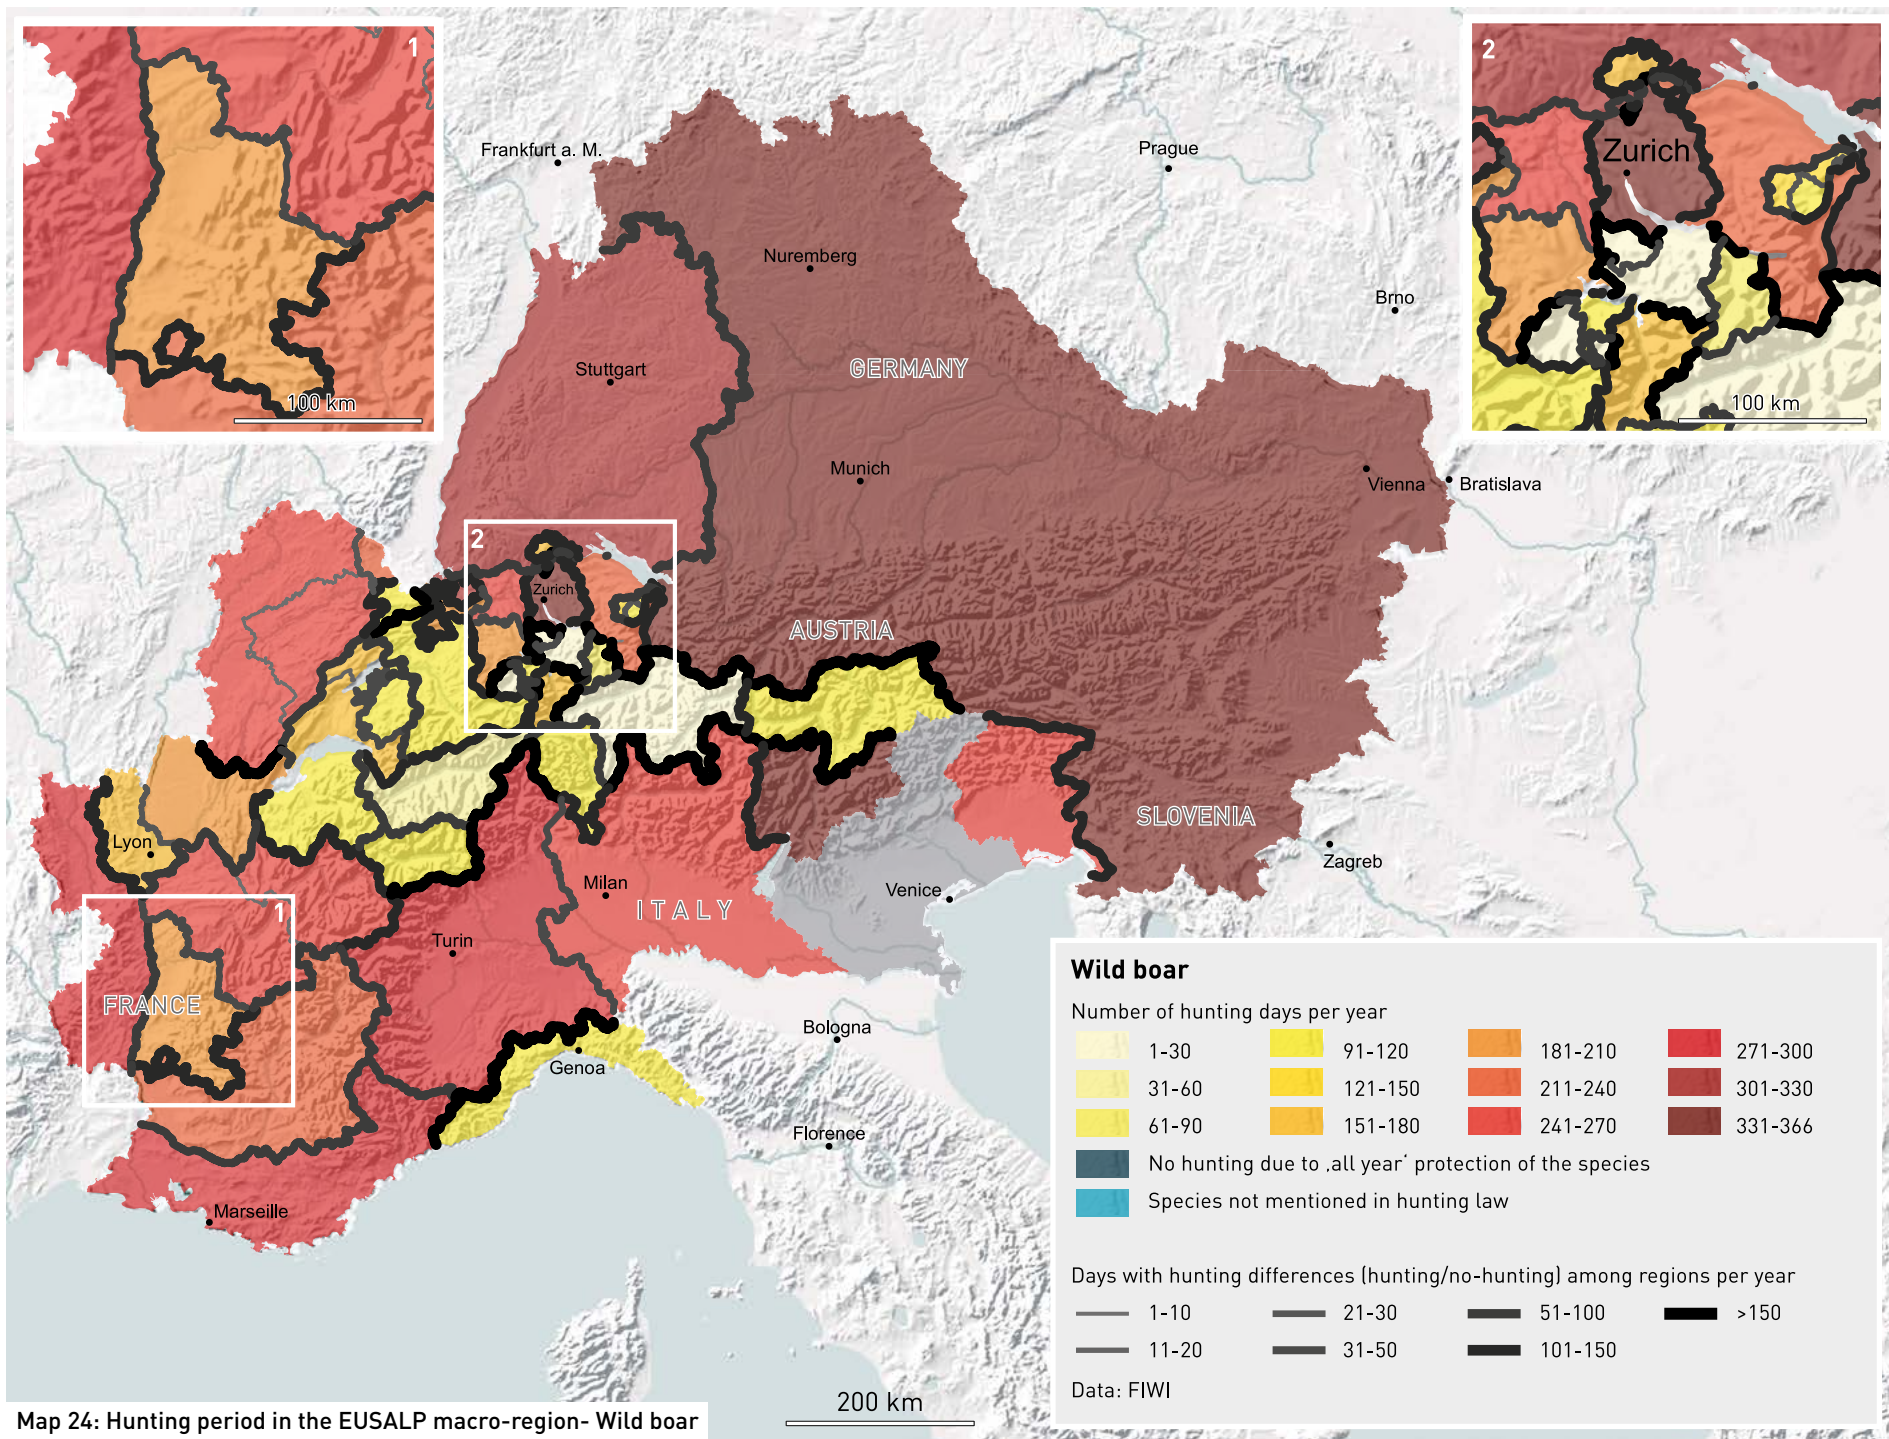 1
100 km
2
Zurich
100 km
Frankfurt a. M.
Prague
Nuremberg
Brno
Stuttgart
GERMANY
Munich
Vienna
Bratislava
2
Zurich
AUSTRIA
SLOVENIA
Lyon
Zagreb
Milan
Venice
ITALY
1
Turin
FRANCE
Bologna
Genoa
Florence
Marseille
Wild boar
Number of hunting days per year
1-30
91-120
181-210
271-300
31-60
121-150
211-240
301-330
61-90
151-180
241-270
331-366
No hunting due to ‚all year‘ protection of the species
Species not mentioned in hunting law
Days with hunting differences (hunting/no-hunting) among regions per year
1-10
21-30
51-100
>150
11-20
31-50
101-150
Data: FIWI
200 km
Map 24: Hunting period in the EUSALP macro-region- Wild boar